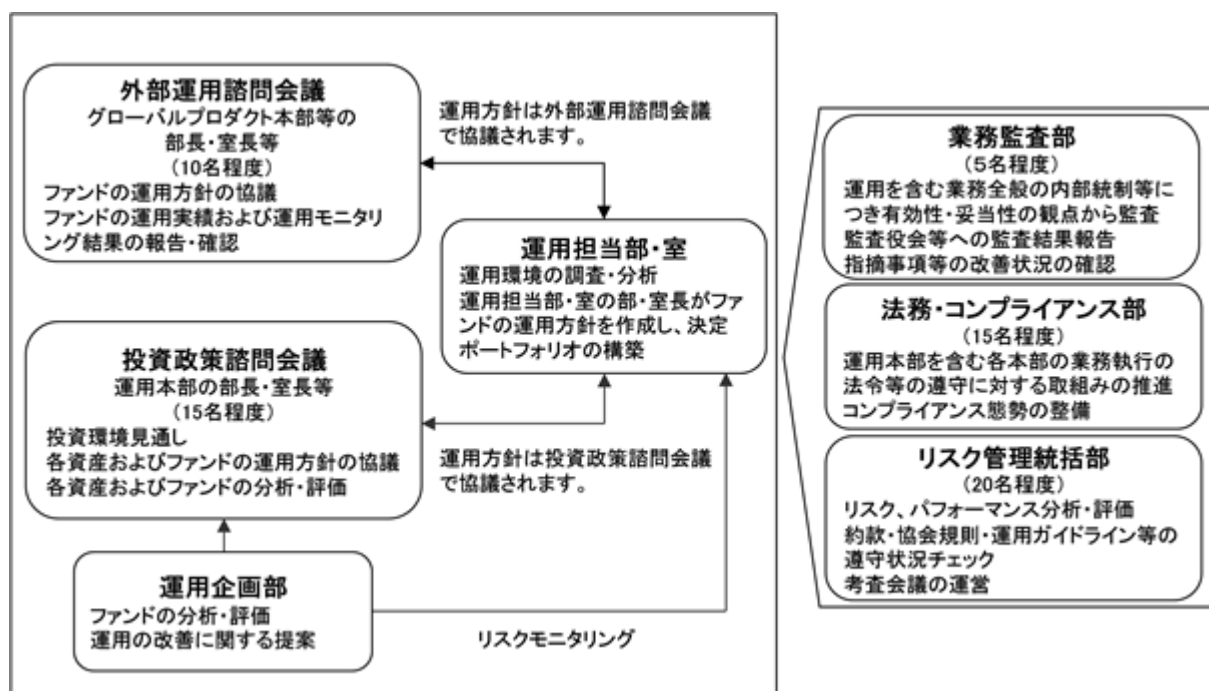 外部運用諮問会議
グローバルプロダクト本部等の
部長・室長等
(10名程度)
ファンドの運用方針の協議
ファンドの運用実績および運用モニタリ
ング結果の報告・確認
運用方針は外部運用諮問会議
で協議されます。
運用担当部・室
運用環境の調査・分析
運用担当部・室の部・室長がファ
ンドの運用方針を作成し、決定
ポートフォリオの構築
投資政策諮問会議
運用本部の部長・室長等
(15名程度)
投資環境見通し
各資産およびファンドの運用方針の協議
各資産およびファンドの分析・評価
運用方針は投資政策諮問会議
で協議されます。
運用企画部
ファンドの分析・評価
運用の改善に関する提案
リスクモニタリング
業務監査部
(5名程度)
運用を含む業務全般の内部統制等に
つき有効性・妥当性の観点から監査
監査役会等への監査結果報告
指摘事項等の改善状況の確認
法務・コンプライアンス部
(15名程度)
運用本部を含む各本部の業務執行の
法令等の遵守に対する取組みの推進
コンプライアンス態勢の整備
リスク管理統括部
(20名程度)
リスク、パフォーマンス分析・評価
約款・協会規則・運用ガイドライン等の
遵守状況チェック
考査会議の運営